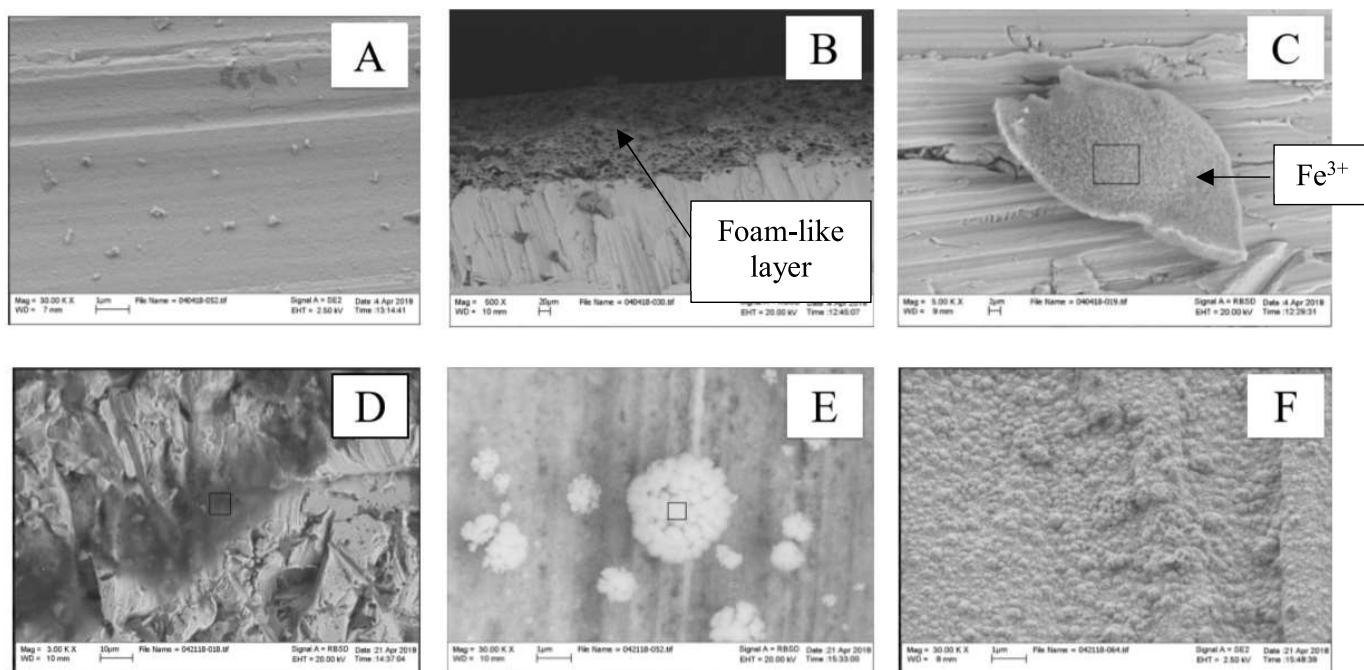 A
Mag = 30.00 K X 1µm File Name = 040418-052.tif Signal A = SE2 Date :4 Apr 2018
WD = 7 mm EHT = 2.50 kV Time :13:14:41
B
Foam-like
layer
Mag = 500 X 20µm File Name = 040418-030.tif
WD = 10 mm EHT = 20.00 kV Time :12:45:07
C
Fe³⁺
Mag = 5.00 K X 2µm File Name = 040418-019.tif Signal A = RBSD Date :4 Apr 2018
WD = 9 mm EHT = 20.00 kV Time :12:29:31
D
Mag = 3.00 K X 10µm File Name = 042118-018.tif Signal A = RBSD Date :21 Apr 2018
WD = 10 mm EHT = 20.00 kV Time :14:37:04
E
Mag = 30.00 K X 1µm File Name = 042118-052.tif Signal A = RBSD Date :21 Apr 2018
WD = 10 mm EHT = 20.00 kV Time :15:33:00
F
Mag = 30.00 K X 1µm File Name = 042118-064.tif Signal A = SE2 Date :21 Apr 2018
WD = 8 mm EHT = 2.50 kV Time :15:48:39